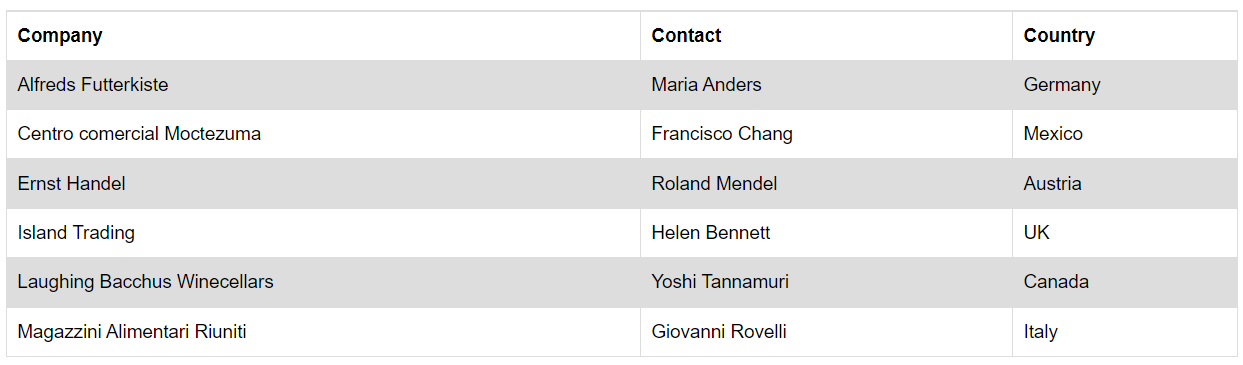 Company Contact Country
Alfreds Futterkiste Maria Anders Germany
Centro comercial Moctezuma Francisco Chang Mexico
Ernst Handel Roland Mendel Austria
Island Trading Helen Bennett UK
Laughing Bacchus Winecellars Yoshi Tannamuri Canada
Magazzini Alimentari Riuniti Giovanni Rovelli Italy